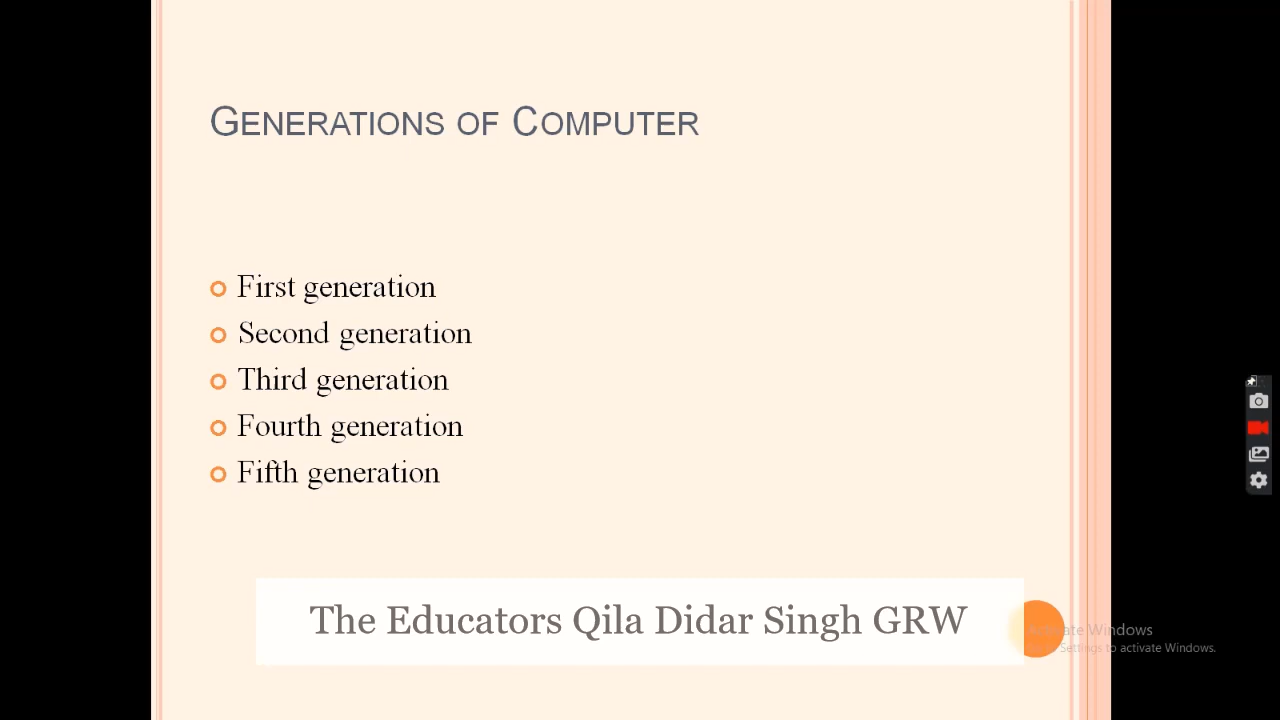 GENERATIONS OF COMPUTER
First generation
Second generation
Third generation
Fourth generation
Fifth generation
The Educators Qila Didar Singh GRW
Activate Windows
Settings to activate Windows.